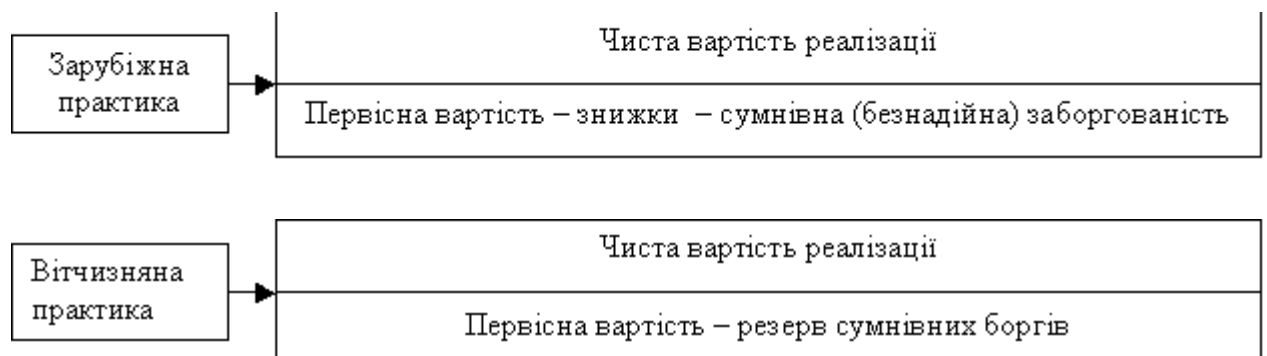 Зарубіжна
практика
Чиста вартість реалізації
Первісна вартість – знижки – сумнівна (безнадійна) заборгованість
Вітчизняна
практика
Чиста вартість реалізації
Первісна вартість – резерв сумнівних боргів